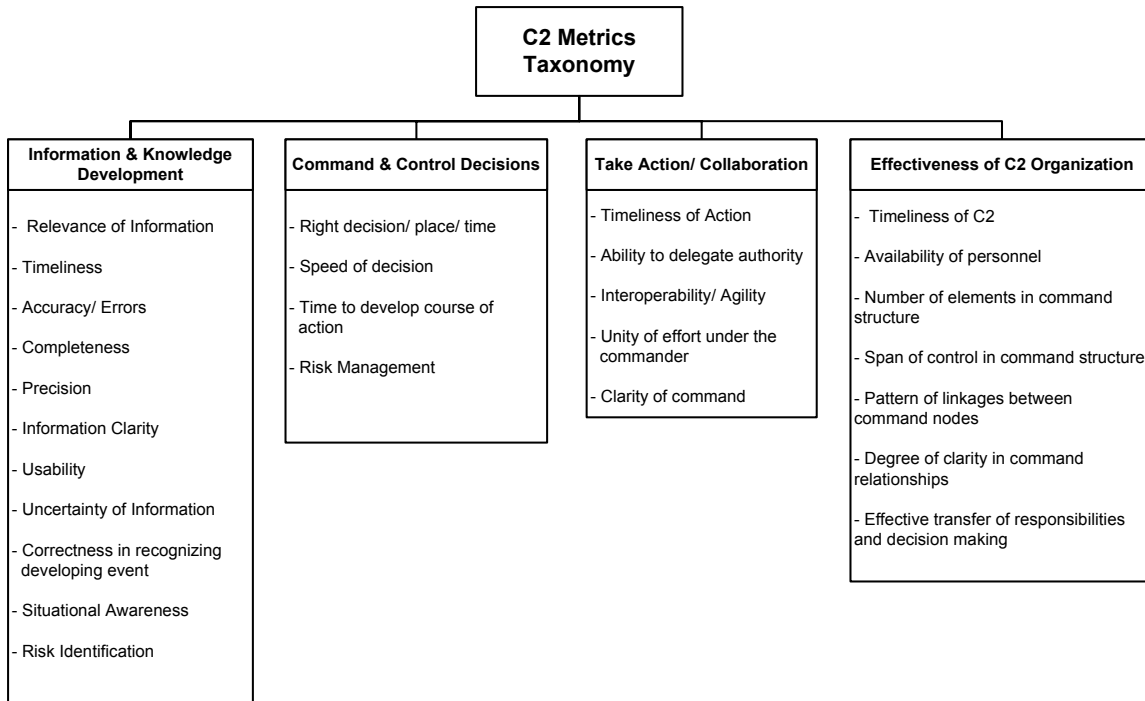 C2 Metrics
Taxonomy
Information & Knowledge
Development
- Relevance of Information
- Timeliness
- Accuracy/ Errors
- Completeness
- Precision
- Information Clarity
- Usability
- Uncertainty of Information
- Correctness in recognizing
developing event
- Situational Awareness
- Risk Identification
Command & Control Decisions
- Right decision/ place/ time
- Speed of decision
- Time to develop course of
action
- Risk Management
Take Action/ Collaboration
- Timeliness of Action
- Ability to delegate authority
- Interoperability/ Agility
- Unity of effort under the
commander
- Clarity of command
Effectiveness of C2 Organization
- Timeliness of C2
- Availability of personnel
- Number of elements in command
structure
- Span of control in command structure
- Pattern of linkages between
command nodes
- Degree of clarity in command
relationships
- Effective transfer of responsibilities
and decision making